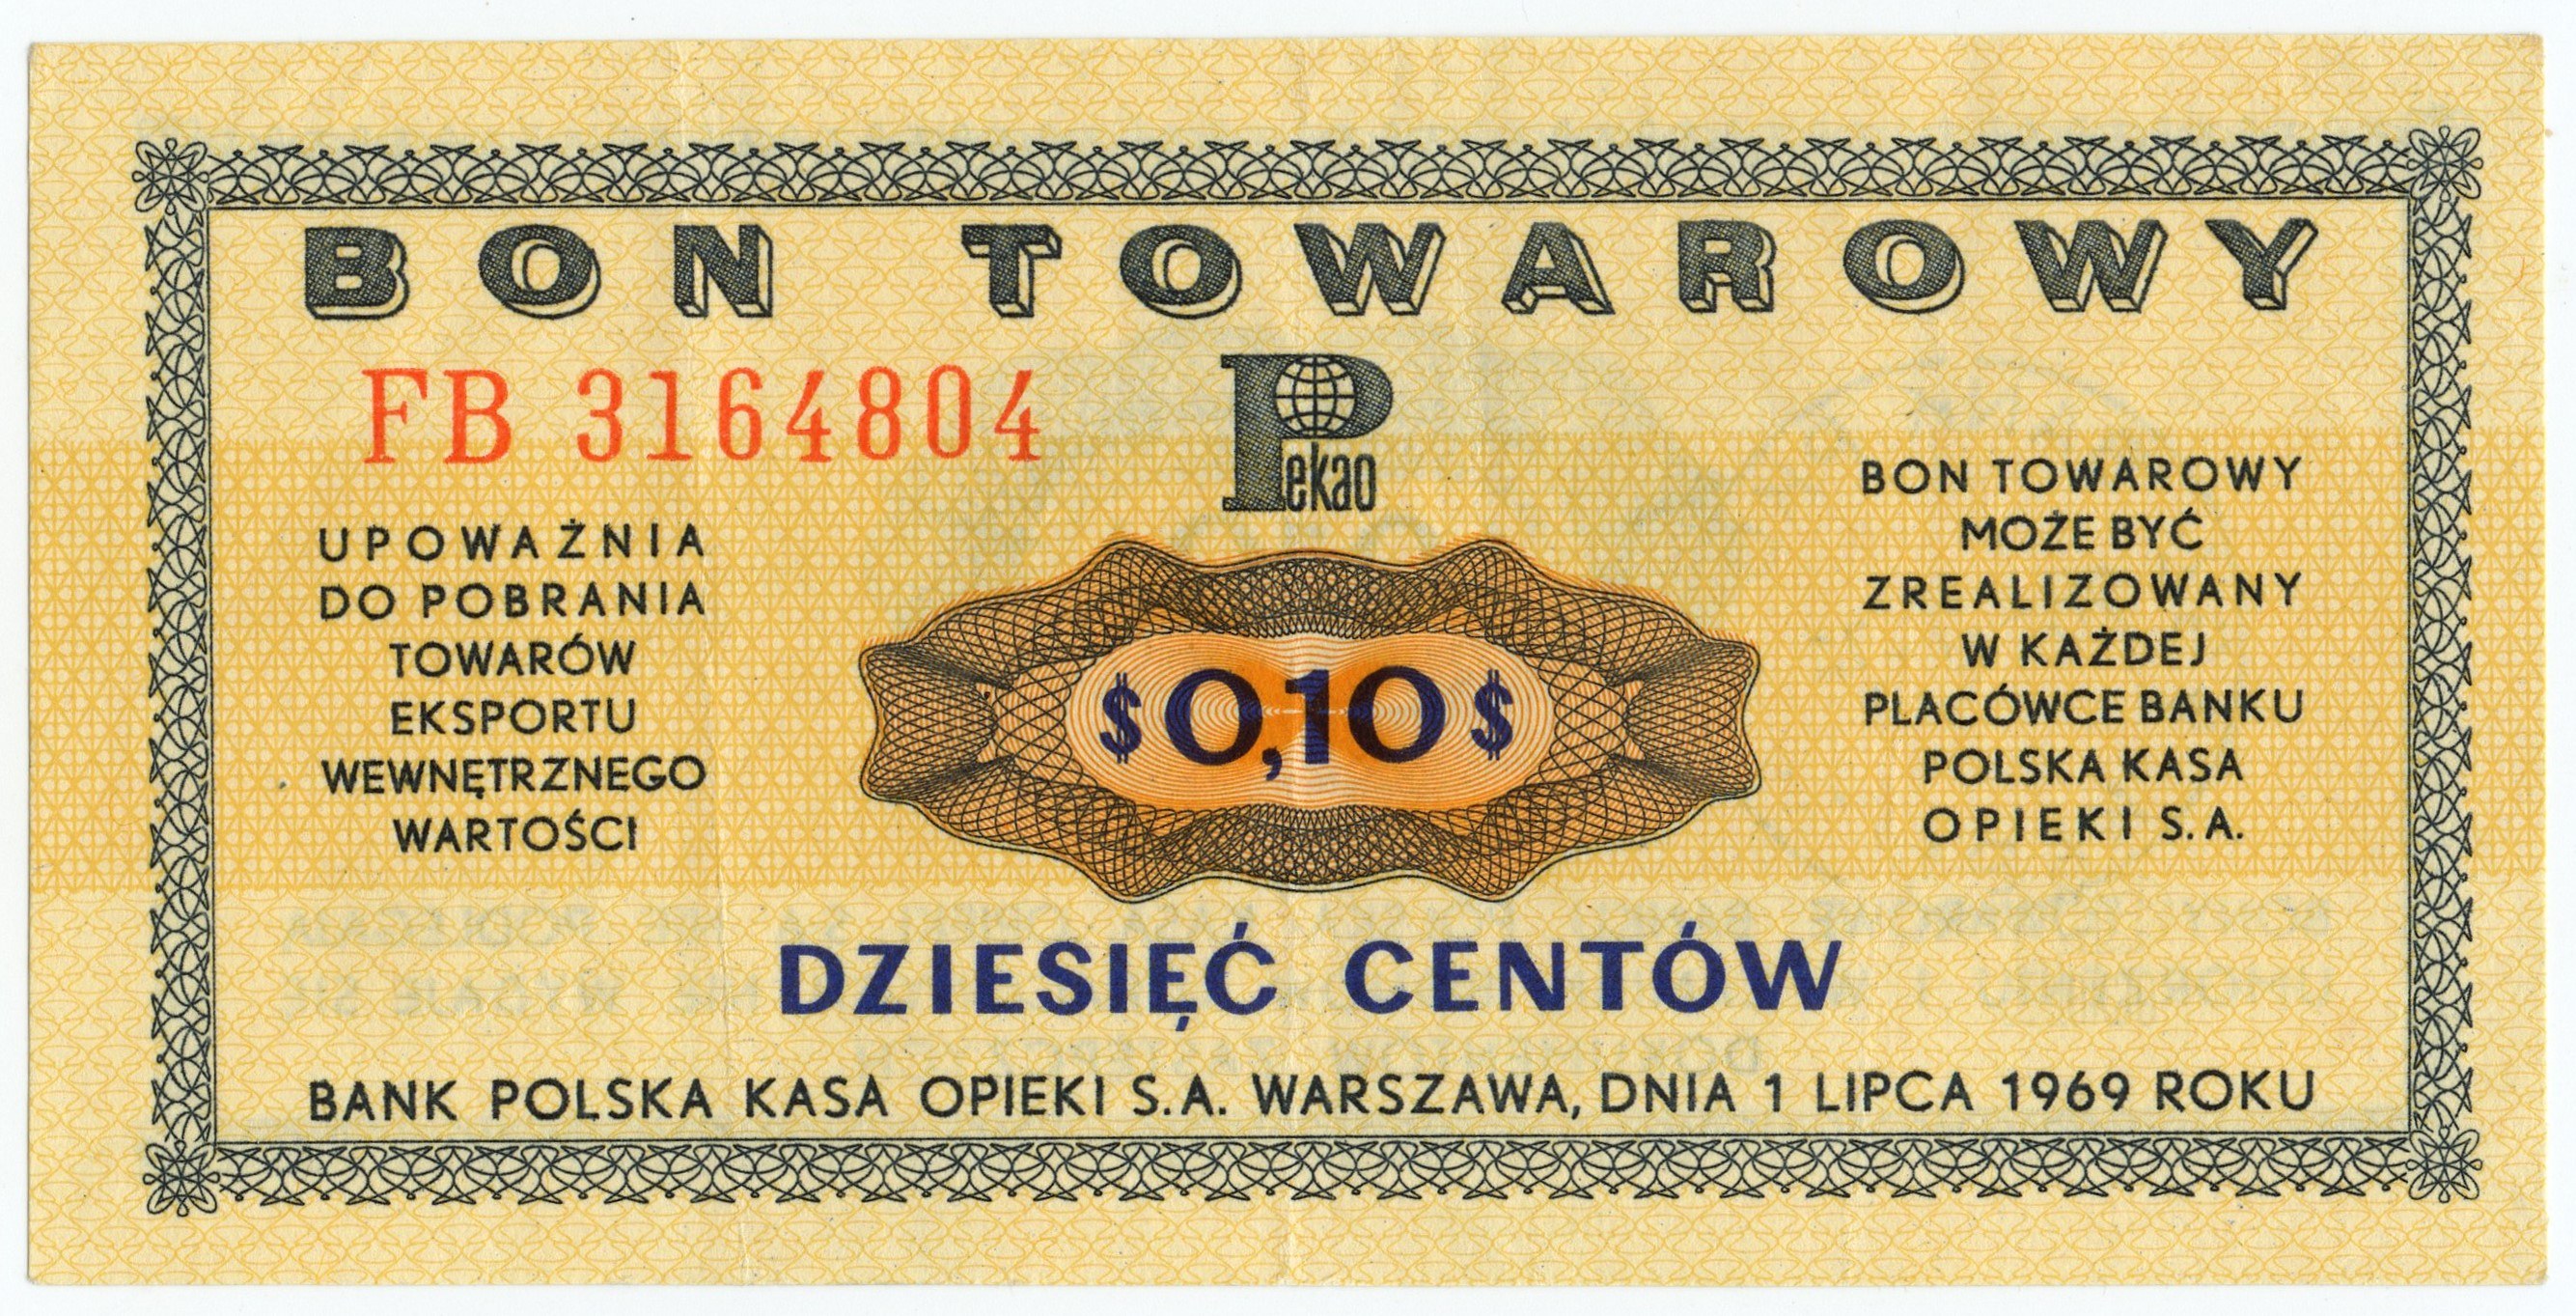 BON TOWAROWY
FB 3164804
Pekao
UPOWAŻNIA
DO POBRANIA
TOWARÓW
EKSPORTU
WEWNĘTRZNEGO
WARTOŚCI
$ 0,10 $
BON TOWAROWY
MOŻE BYĆ
ZREALIZOWANY
W KAŻDEJ
PLACÓWCE BANKU
POLSKA KASA
OPIEKI S.A.
DZIESIĘĆ CENTÓW
BANK POLSKA KASA OPIEKI S.A. WARSZAWA, DNIA 1 LIPCA 1969 ROKU